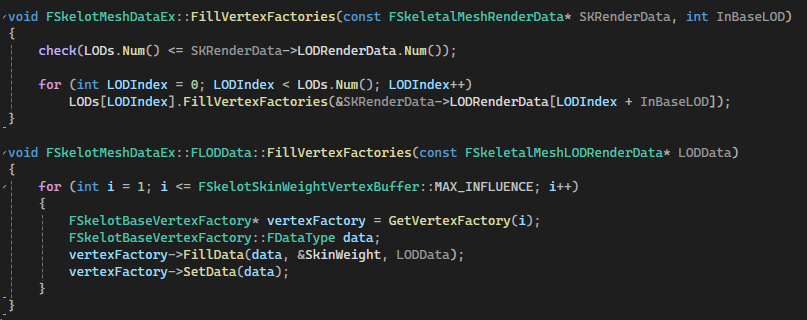 void FSkelotMeshDataEx::FillVertexFactories(const FSkeletalMeshRenderData* SKRenderData, int InBaseLOD)
{
    check(LODs.Num() <= SKRenderData->LODRenderData.Num());
    for (int LODIndex = 0; LODIndex < LODs.Num(); LODIndex++)
        LODs[LODIndex].FillVertexFactories(&SKRenderData->LODRenderData[LODIndex + InBaseLOD]);
}
void FSkelotMeshDataEx::FLODData::FillVertexFactories(const FSkeletalMeshLODRenderData* LODData)
{
    for (int i = 1; i <= FSkelotSkinWeightVertexBuffer::MAX_INFLUENCE; i++)
    {
        FSkelotBaseVertexFactory* vertexFactory = GetVertexFactory(i);
        FSkelotBaseVertexFactory::FDataType data;
        vertexFactory->FillData(data, &SkinWeight, LODData);
        vertexFactory->SetData(data);
    }
}